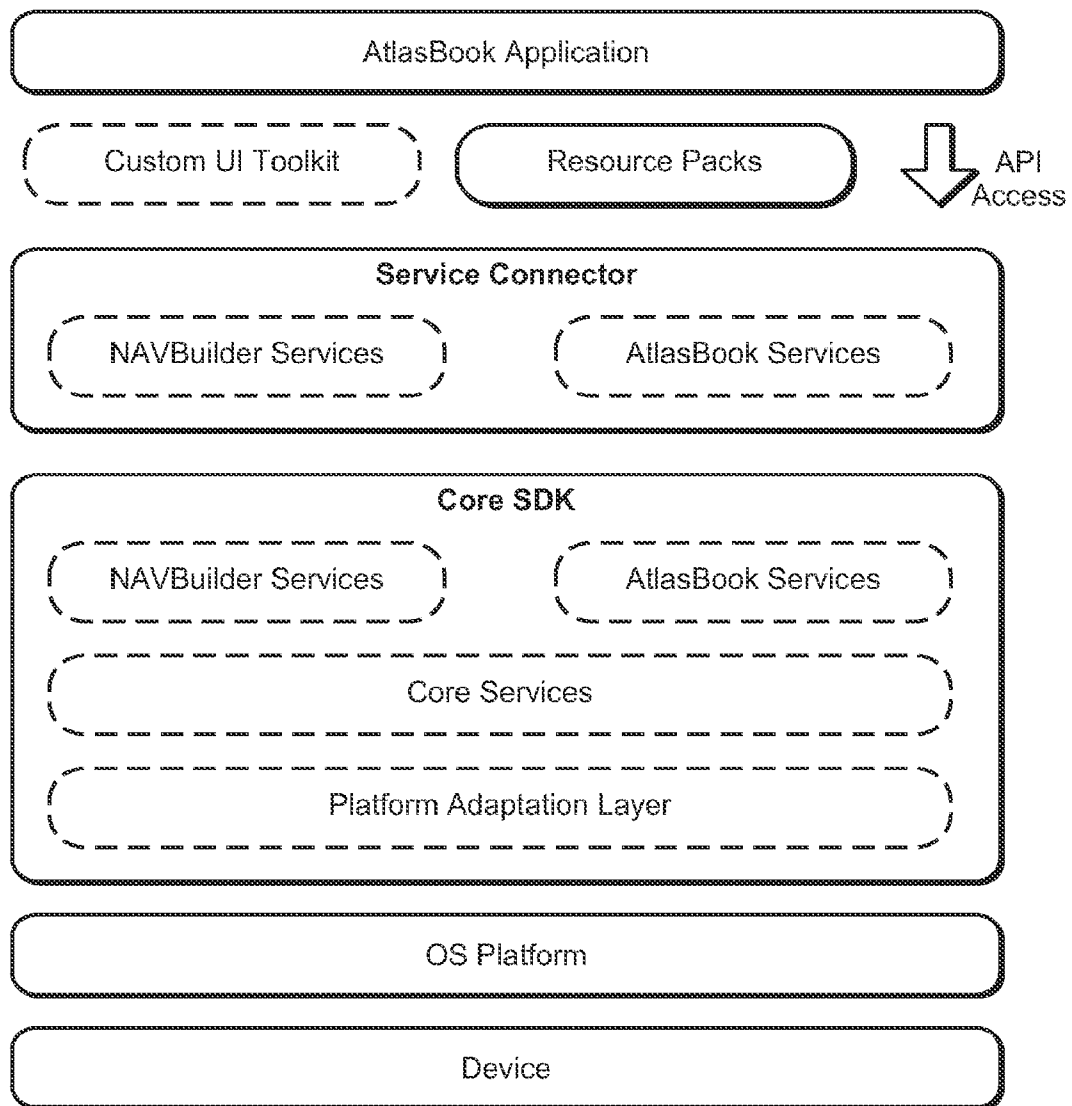 AtlasBook Application
Custom UI Toolkit
Resource Packs
API
Access
Service Connector
NAVBuilder Services
AtlasBook Services
Core SDK
NAVBuilder Services
AtlasBook Services
Core Services
Platform Adaptation Layer
OS Platform
Device